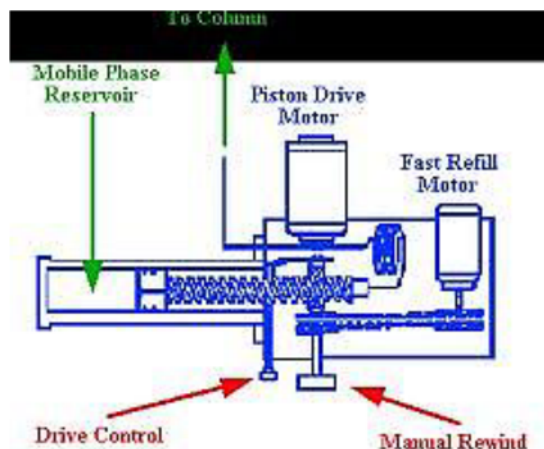 To Column
Mobile Phase
Reservoir
Piston Drive
Motor
Fast Refill
Motor
Drive Control
Manual Rewind